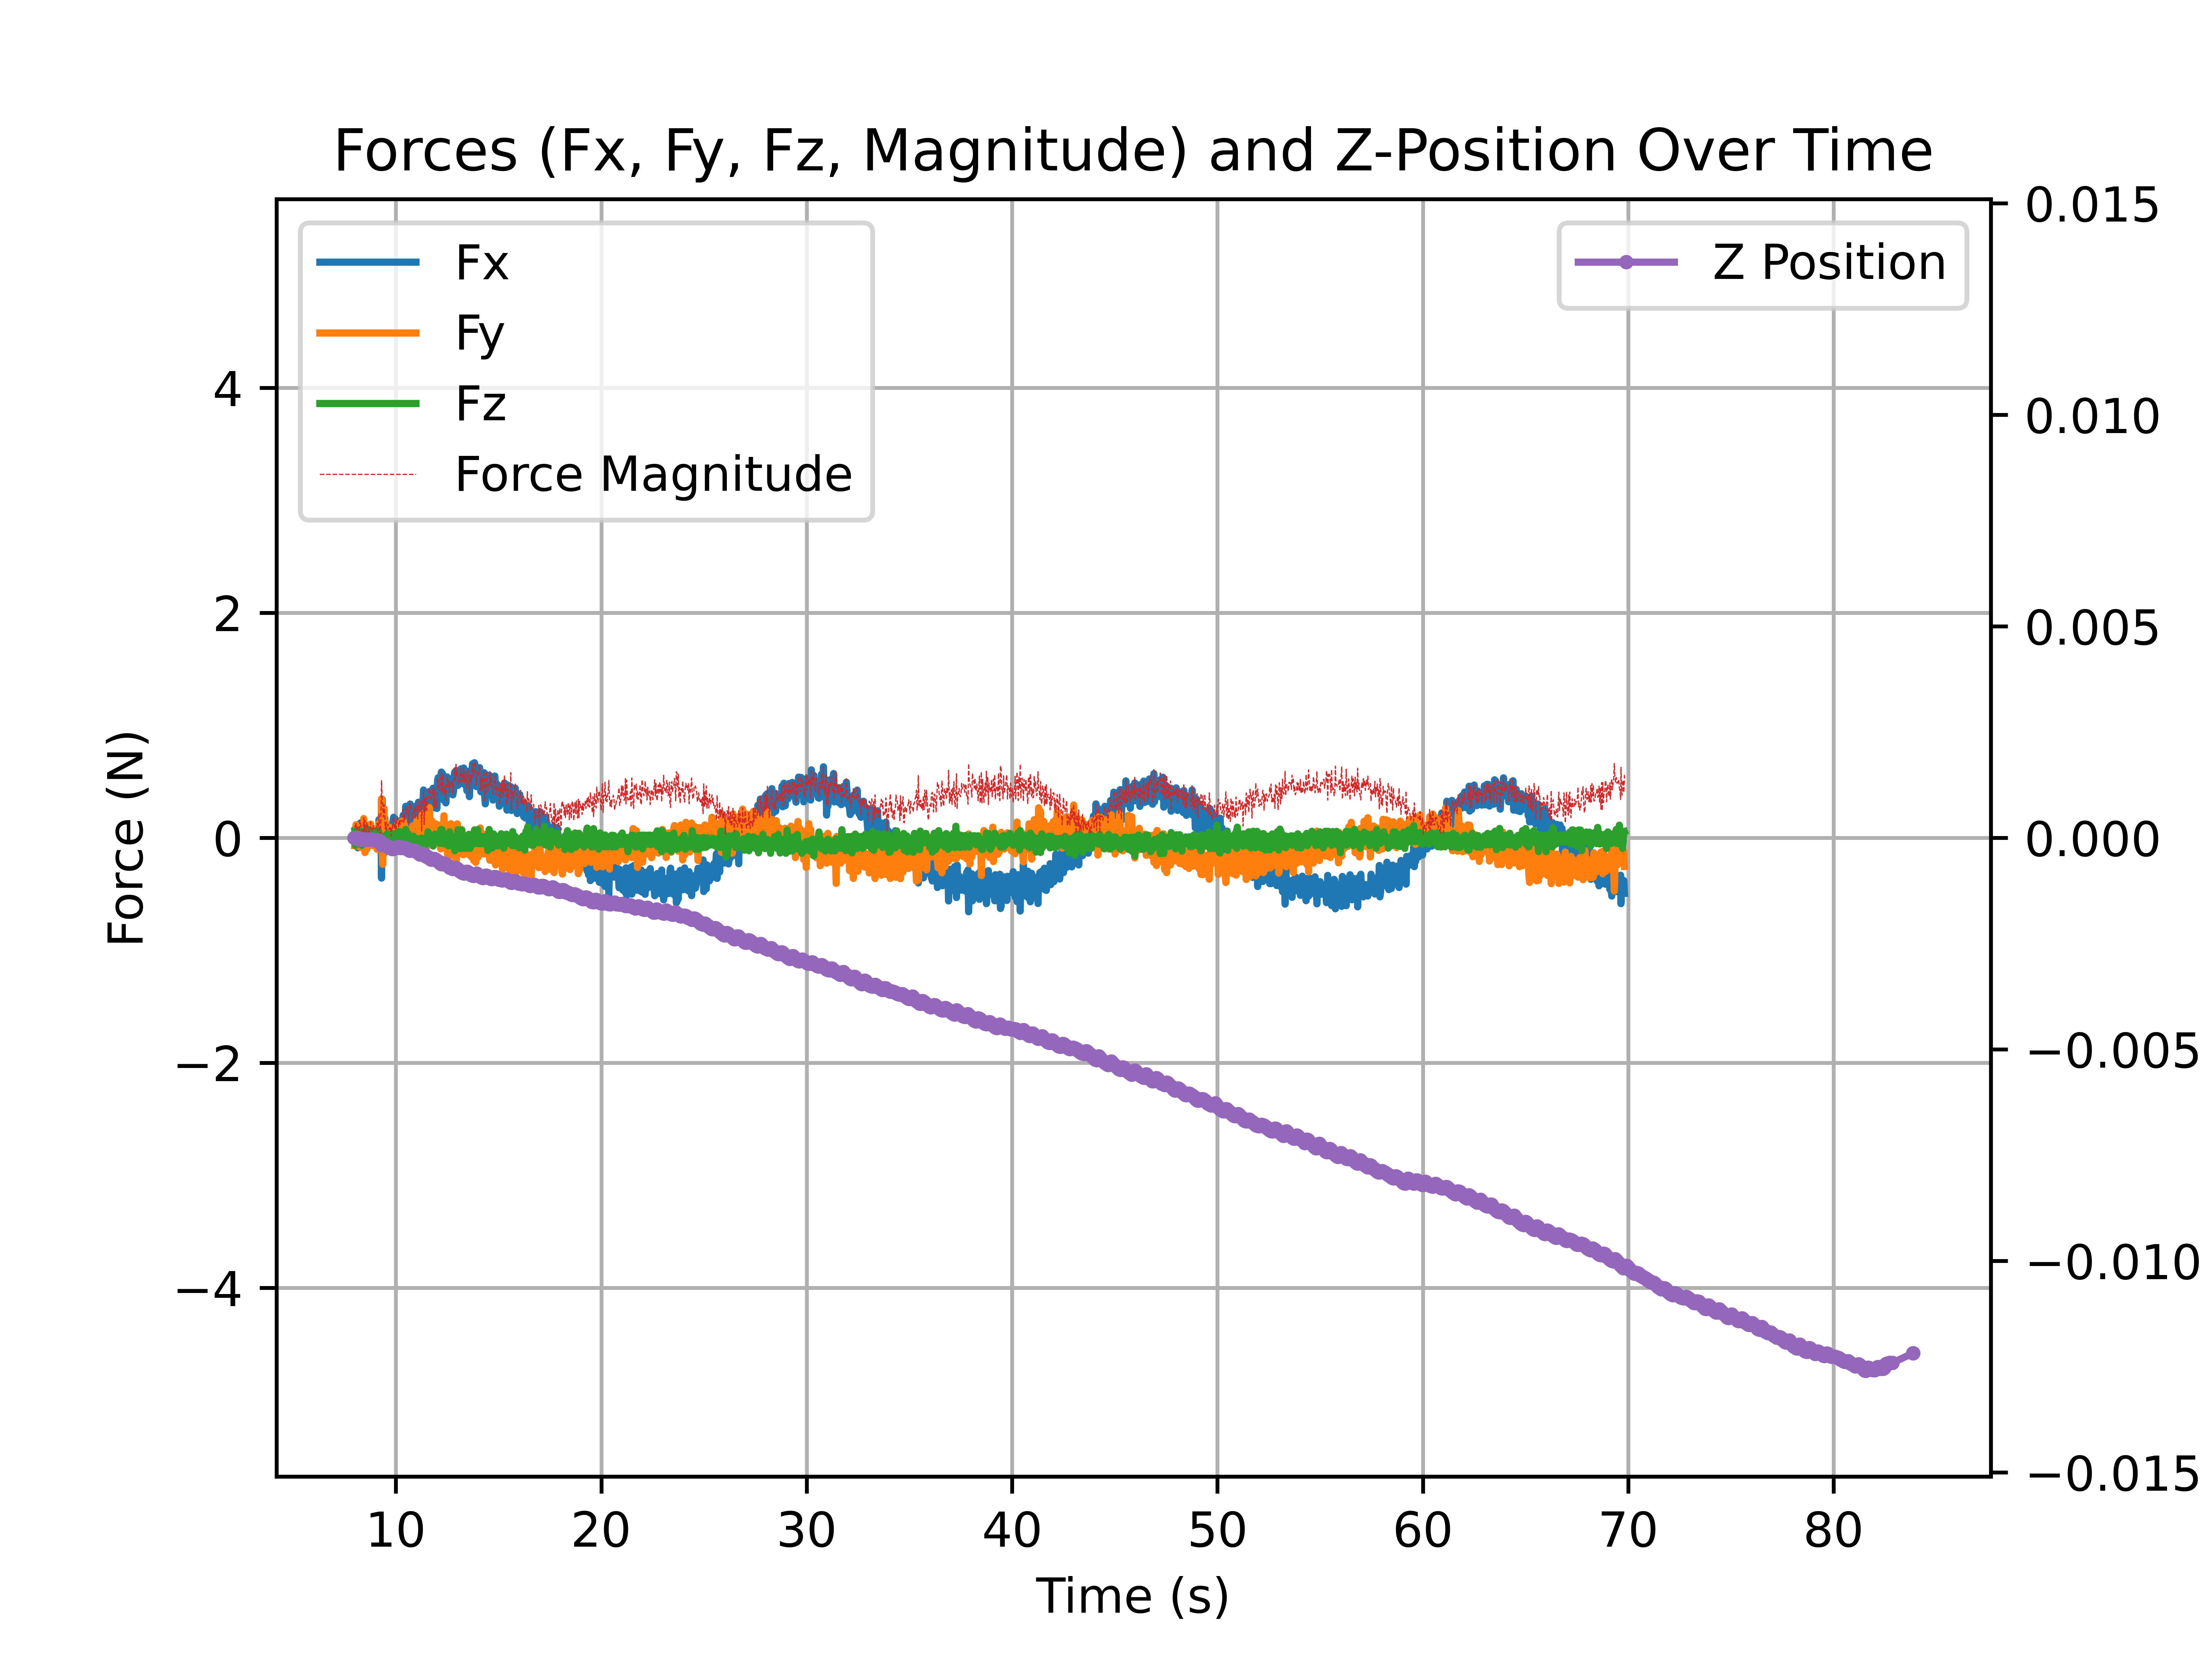 Forces (Fx, Fy, Fz, Magnitude) and Z-Position Over Time
Fx
Fy
Fz
Force Magnitude
Z Position
Force (N)
4
2
0
−2
−4
0.015
0.010
0.005
0.000
−0.005
−0.010
−0.015
10 20 30 40 50 60 70 80
Time (s)